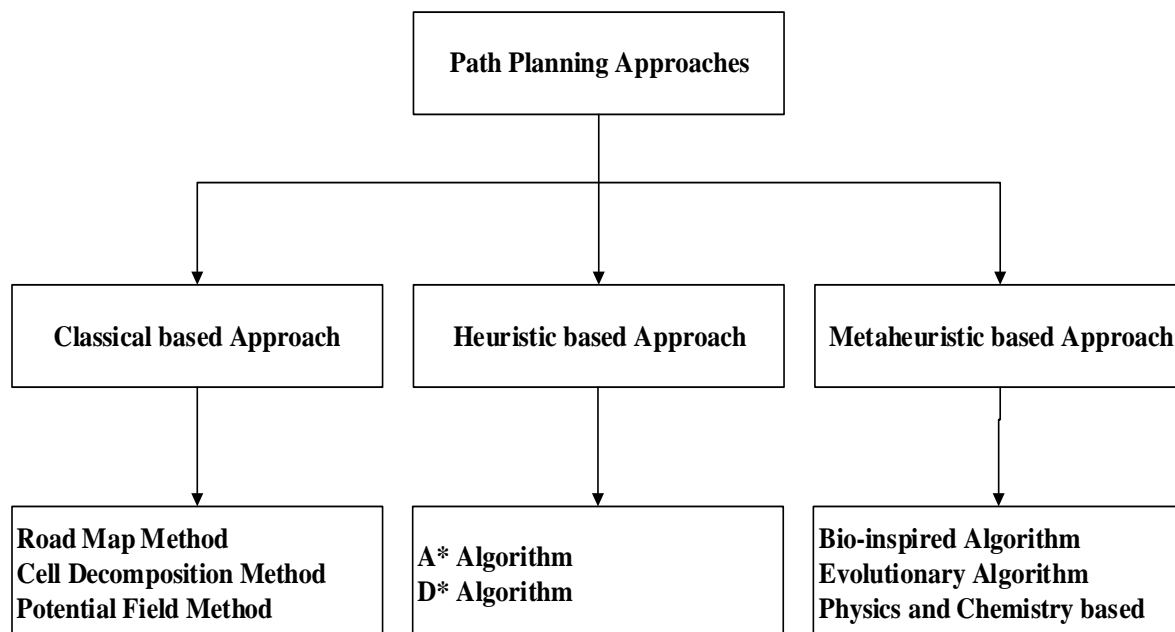 Path Planning Approaches
Classical based Approach
Heuristic based Approach
Metaheuristic based Approach
Road Map Method
Cell Decomposition Method
Potential Field Method
A* Algorithm
D* Algorithm
Bio-inspired Algorithm
Evolutionary Algorithm
Physics and Chemistry based